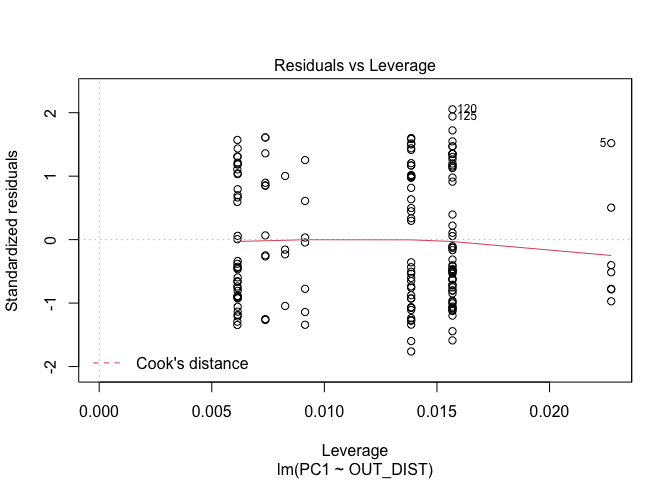 Residuals vs Leverage
Standardized residuals
2
1
0
-1
-2
120
125
5
Cook's distance
0.000 0.005 0.010 0.015 0.020
Leverage
lm(PC1 ~ OUT_DIST)